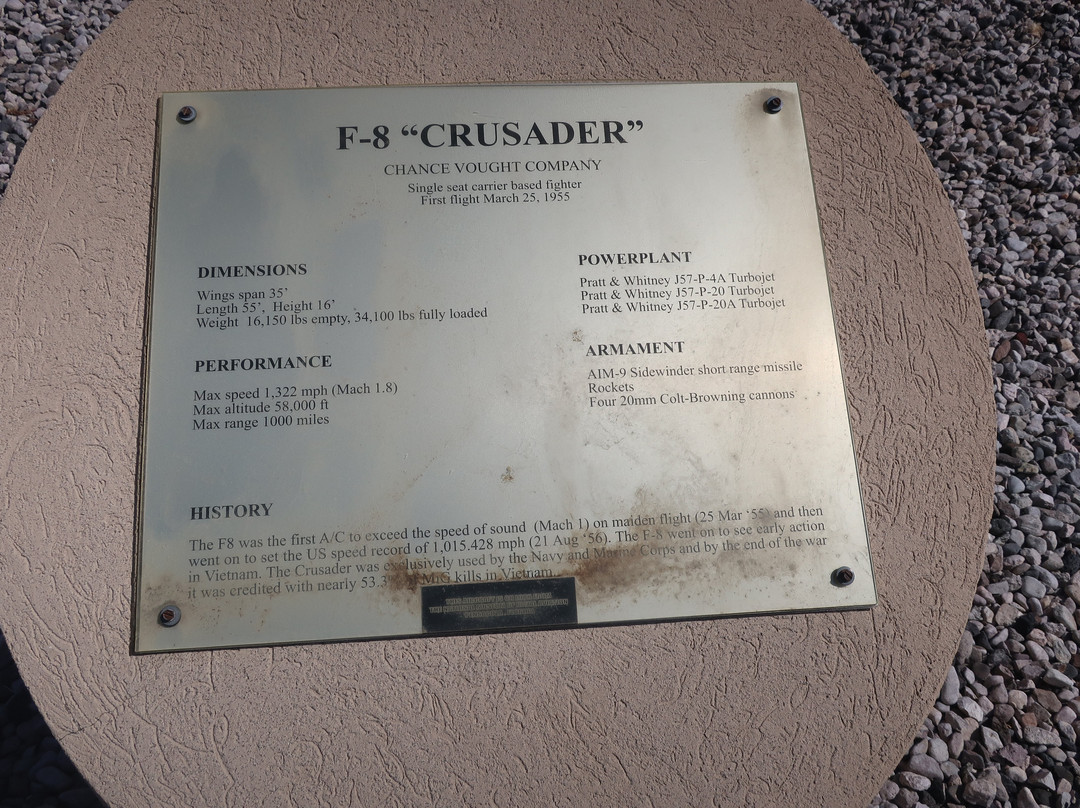 F-8 “CRUSADER”
CHANCE VOUGHT COMPANY
Single seat carrier based fighter
First flight March 25, 1955
DIMENSIONS
Wings span 35’
Length 55’, Height 16’
Weight 16,150 lbs empty, 34,100 lbs fully loaded
PERFORMANCE
Max speed 1,322 mph (Mach 1.8)
Max altitude 58,000 ft
Max range 1000 miles
POWERPLANT
Pratt & Whitney J57-P-4A Turbojet
Pratt & Whitney J57-P-20 Turbojet
Pratt & Whitney J57-P-20A Turbojet
ARMAMENT
AIM-9 Sidewinder short range missile
Rockets
Four 20mm Colt-Browning cannons
HISTORY
The F8 was the first A/C to exceed the speed of sound (Mach 1) on maiden flight (25 Mar ‘55) and then
went on to set the US speed record of 1,015.428 mph (21 Aug ‘56). The F-8 went on to see early action
in Vietnam. The Crusader was exclusively used by the Navy and Marine Corps and by the end of the war
it was credited with nearly 53.3% MiG kills in Vietnam